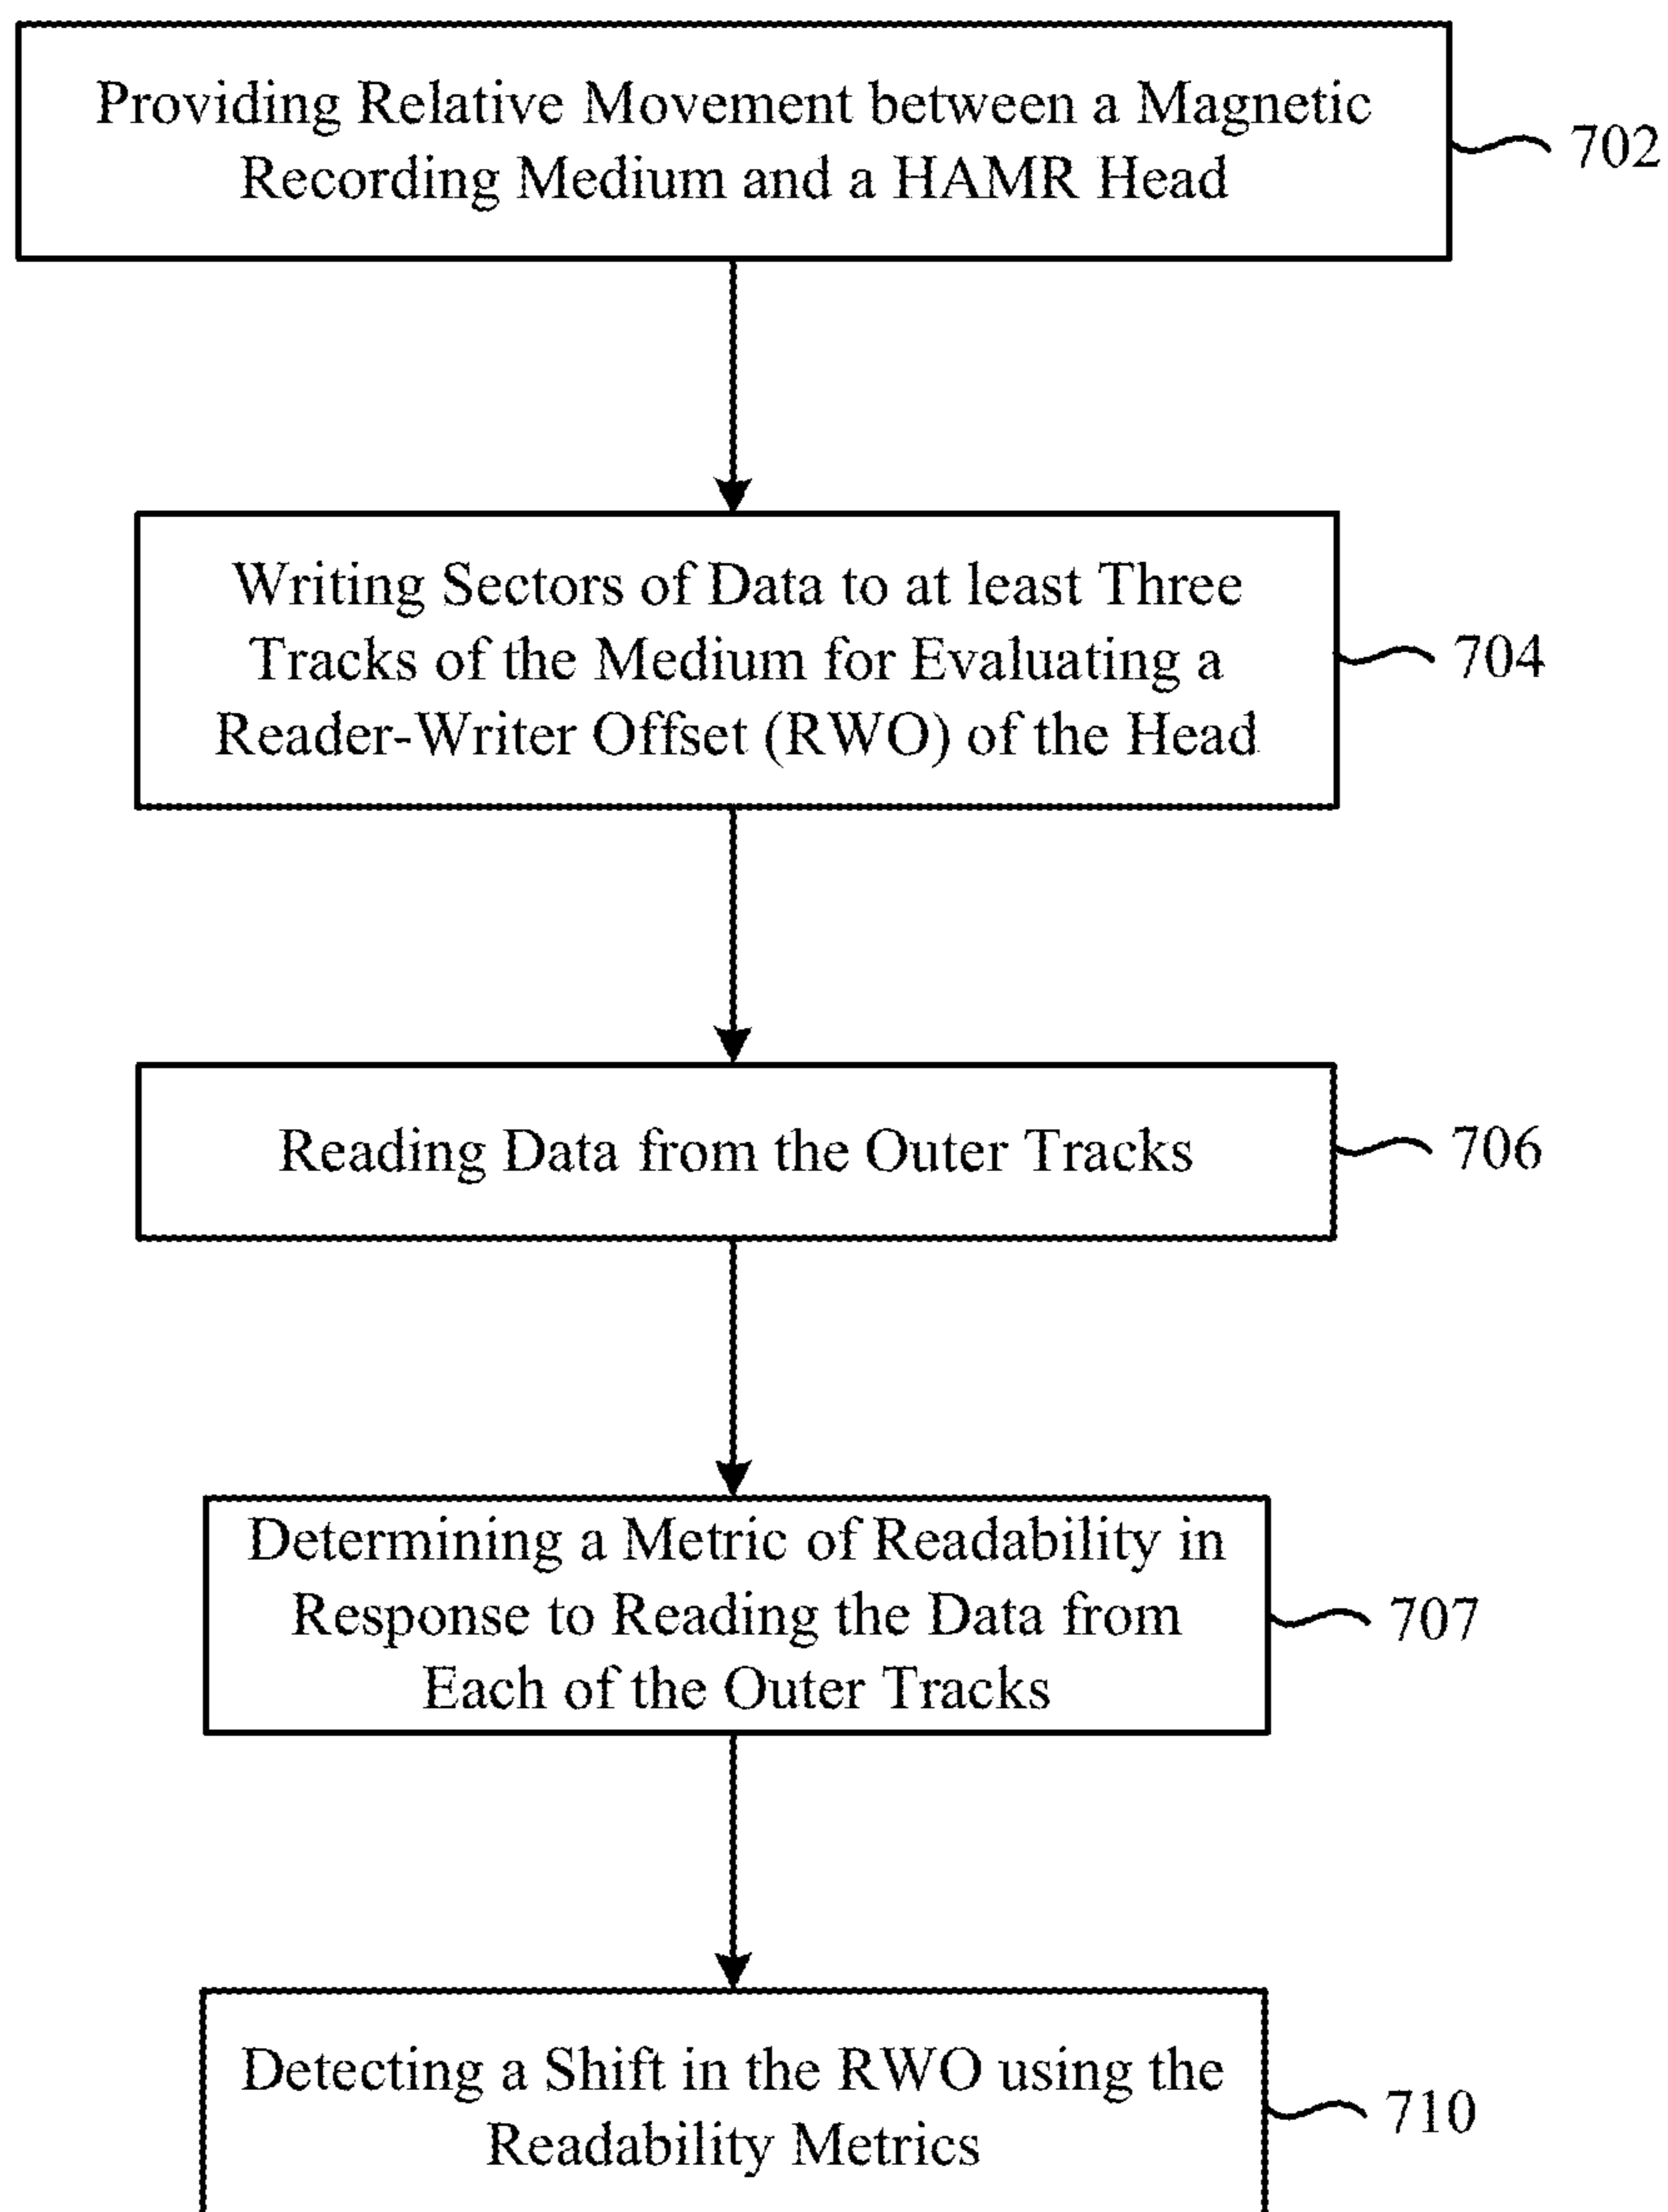 Providing Relative Movement between a Magnetic
Recording Medium and a HAMR Head
702
Writing Sectors of Data to at least Three
Tracks of the Medium for Evaluating a
Reader-Writer Offset (RWO) of the Head
704
Reading Data from the Outer Tracks
706
Determining a Metric of Readability in
Response to Reading the Data from
Each of the Outer Tracks
707
Detecting a Shift in the RWO using the
Readability Metrics
710